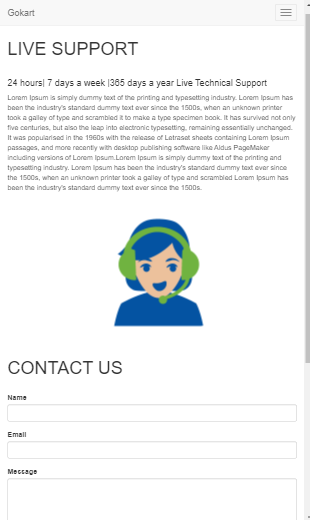 Gokart
LIVE SUPPORT
24 hours| 7 days a week |365 days a year Live Technical Support
Lorem Ipsum is simply dummy text of the printing and typesetting industry. Lorem Ipsum has
been the industry's standard dummy text ever since the 1500s, when an unknown printer
took a galley of type and scrambled it to make a type specimen book. It has survived not only
five centuries, but also the leap into electronic typesetting, remaining essentially unchanged.
It was popularised in the 1960s with the release of Letraset sheets containing Lorem Ipsum
passages, and more recently with desktop publishing software like Aldus PageMaker
including versions of Lorem Ipsum.Lorem Ipsum is simply dummy text of the printing and
typesetting industry. Lorem Ipsum has been the industry's standard dummy text ever since
the 1500s, when an unknown printer took a galley of type and scrambled Lorem Ipsum has
been the industry's standard dummy text ever since the 1500s.
CONTACT US
Name
Email
Message